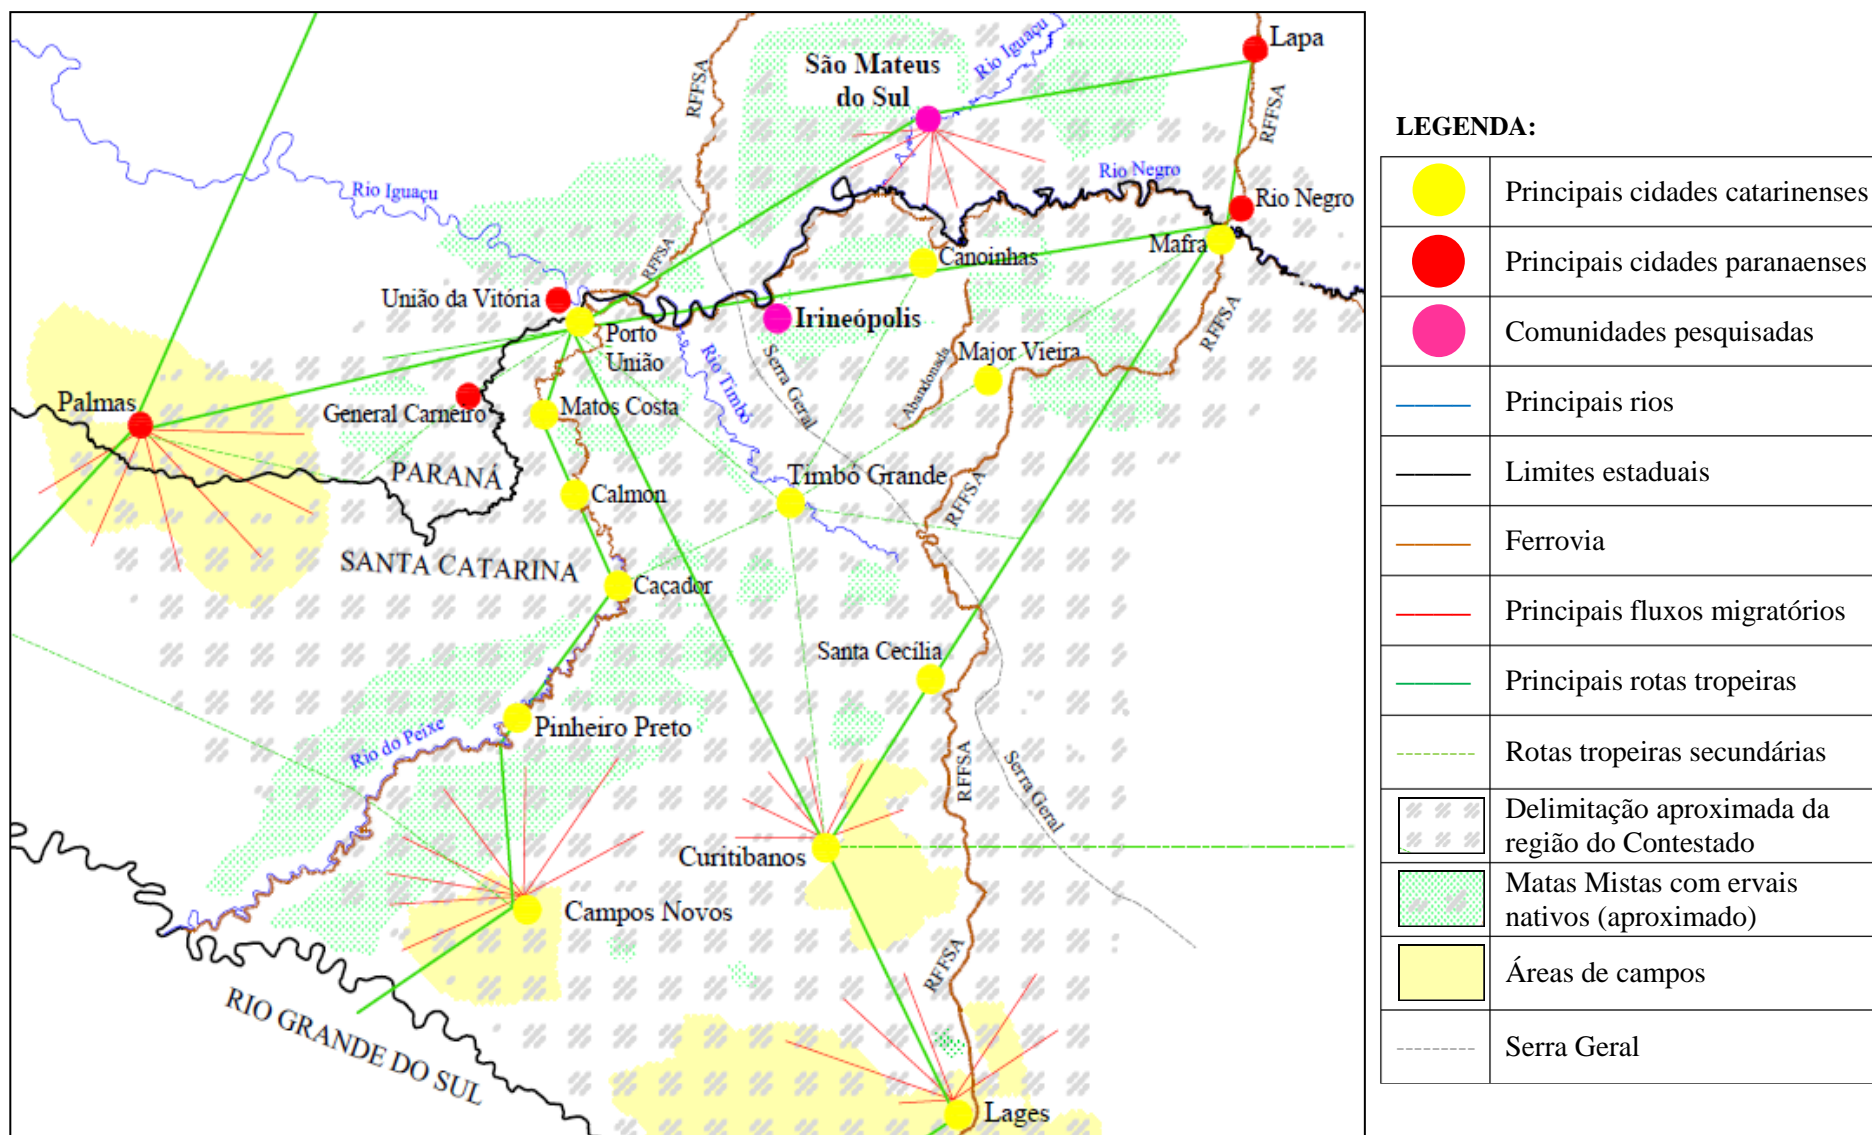 São Mateus
do Sul
Rio Iguaçu
Lapa
RFFSA
RFFSA
Rio Iguaçu
Rio Negro
Rio Negro
RFFSA
Canoinhas
Mafra
União da Vitória
Irineópolis
Porto
União
RFFSA
Rio Timbó
Serra Geral
Abandonada
Major Vieira
Palmas
General Carneiro
Matos Costa
PARANÁ
Calmon
Timbó Grande
RFFSA
SANTA CATARINA
Caçador
Santa Cecília
Pinheiro Preto
Rio do Peixe
RFFSA
Serra Geral
Curitibanos
Campos Novos
RFFSA
RIO GRANDE DO SUL
Lages
LEGENDA:
Principais cidades catarinenses
Principais cidades paranaenses
Comunidades pesquisadas
Principais rios
Limites estaduais
Ferrovia
Principais fluxos migratórios
Principais rotas tropeiras
Rotas tropeiras secundárias
Delimitação aproximada da
região do Contestado
Matas Mistas com ervais
nativos (aproximado)
Áreas de campos
Serra Geral